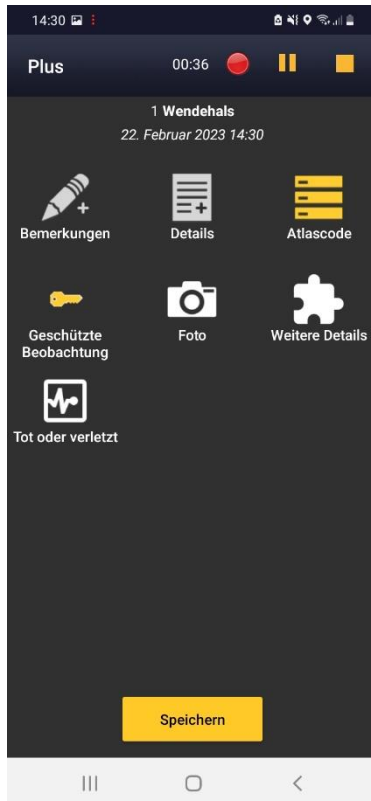 14:30
Plus
00:36
1 Wendehals
22. Februar 2023 14:30
Bemerkungen
Details
Atlascode
Geschützte
Beobachtung
Foto
Weitere Details
Tot oder verletzt
Speichern